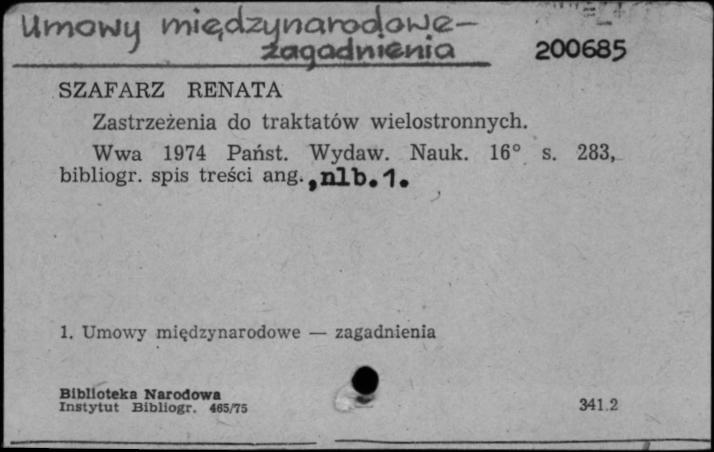 Umowy międzynarodowe-
zagadnienia
200685
SZAFARZ RENATA
Zastrzeżenia do traktatów wielostronnych.
Wwa 1974 Państ. Wydaw. Nauk. 16° s. 283,
bibliogr. spis treści ang.,nlb.1.
1. Umowy międzynarodowe — zagadnienia
Biblioteka Narodowa
Instytut Bibliogr. 465/75
341.2